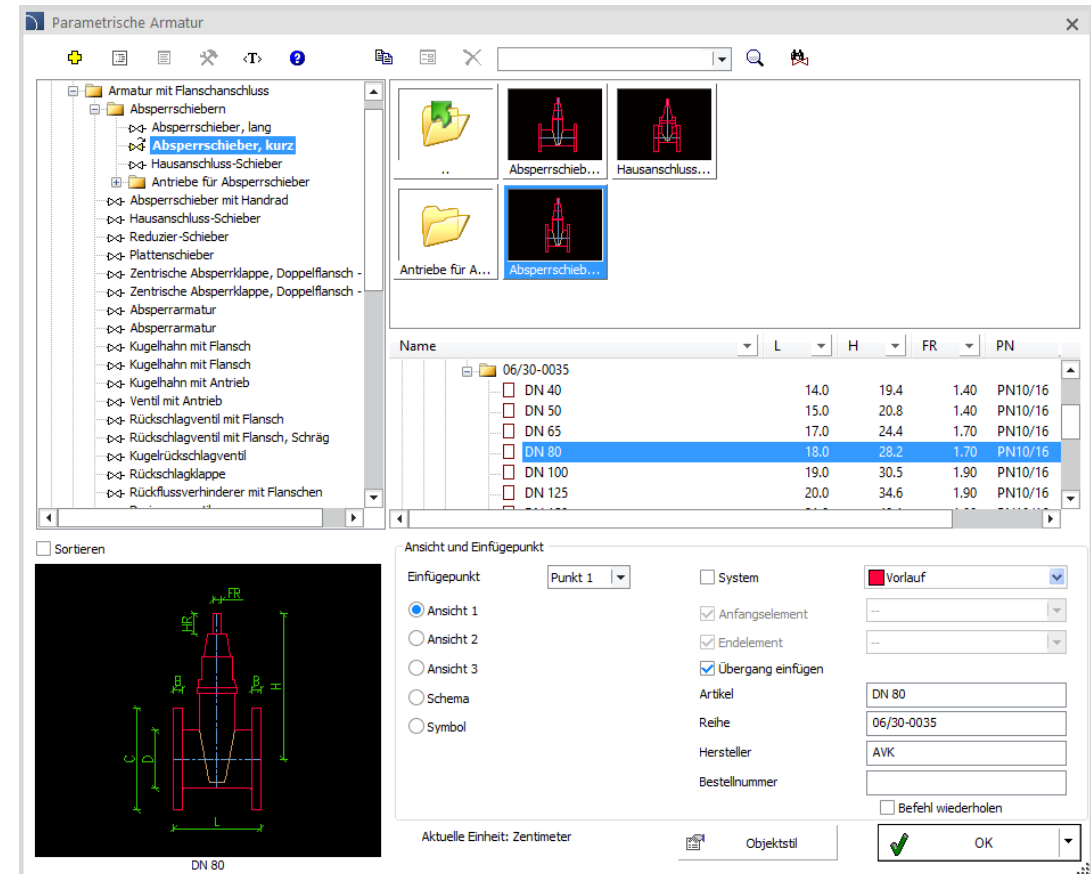 Parametrische Armatur
‹T›
Armatur mit Flanschanschluss
Absperrschiebern
Absperrschieber, lang
Absperrschieber, kurz
Hausanschluss-Schieber
Antriebe für Absperrschieber
Absperrschieber mit Handrad
Hausanschluss-Schieber
Reduzier-Schieber
Plattenschieber
Zentrische Absperrklappe, Doppelflansch -
Zentrische Absperrklappe, Doppelflansch -
Absperrarmatur
Absperrarmatur
Kugelhahn mit Flansch
Kugelhahn mit Flansch
Kugelhahn mit Antrieb
Ventil mit Antrieb
Rückschlagventil mit Flansch
Rückschlagventil mit Flansch, Schräg
Kugelrückschlagventil
Rückschlagklappe
Rückflussverhinderer mit Flanschen
..
Absperrschieb...
Hausanschluss...
Antriebe für A...
Absperrschieb...
Name L H FR PN
06/30-0035
DN 40 14.0 19.4 1.40 PN10/16
DN 50 15.0 20.8 1.40 PN10/16
DN 65 17.0 24.4 1.70 PN10/16
DN 80 18.0 28.2 1.70 PN10/16
DN 100 19.0 30.5 1.90 PN10/16
DN 125 20.0 34.6 1.90 PN10/16
Sortieren
FR
HR
B B H
C D
L
DN 80
Ansicht und Einfügepunkt
Einfügepunkt Punkt 1
Ansicht 1
Ansicht 2
Ansicht 3
Schema
Symbol
System Vorlauf
Anfangselement --
Endelement --
Übergang einfügen
Artikel DN 80
Reihe 06/30-0035
Hersteller AVK
Bestellnummer
Befehl wiederholen
Aktuelle Einheit: Zentimeter
Objektstil
OK